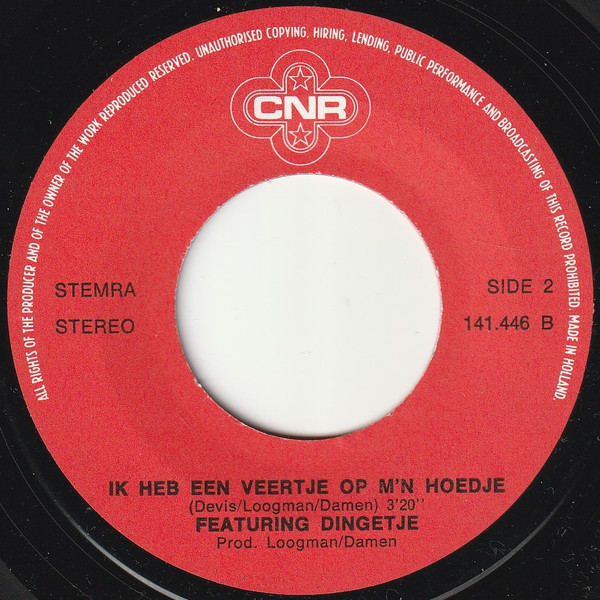 ALL RIGHTS OF THE PRODUCER AND OF THE OWNER OF THE WORK REPRODUCED RESERVED. UNAUTHORISED COPYING, HIRING, LENDING, PUBLIC PERFORMANCE AND BROADCASTING OF THIS RECORD PROHIBITED. MADE IN HOLLAND.
CNR
STEMRA
STEREO
SIDE 2
141.446 B
IK HEB EEN VEERTJE OP M'N HOEDJE
(Devis/Loogman/Damen) 3'20''
FEATURING DINGETJE
Prod. Loogman/Damen